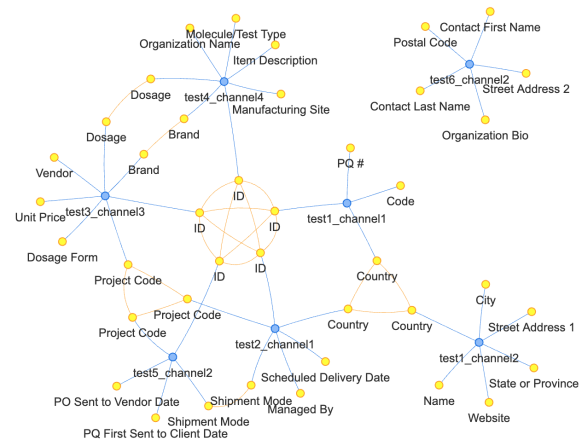 Contact First Name
Molecule/Test Type
Organization Name
Postal Code
Item Description
test6_channel2
Street Address 2
Dosage
test4_channel4
Contact Last Name
Manufacturing Site
Organization Bio
Dosage
Brand
Brand
PQ #
Vendor
Code
ID
test3_channel3
Unit Price
ID
ID
test1_channel1
Dosage Form
ID
ID
Project Code
Country
City
Project Code
Country
Country
Street Address 1
Project Code
test2_channel1
test1_channel2
test5_channel2
Scheduled Delivery Date
State or Province
PO Sent to Vendor Date
Shipment Mode
Managed By
Name
Shipment Mode
Website
PQ First Sent to Client Date